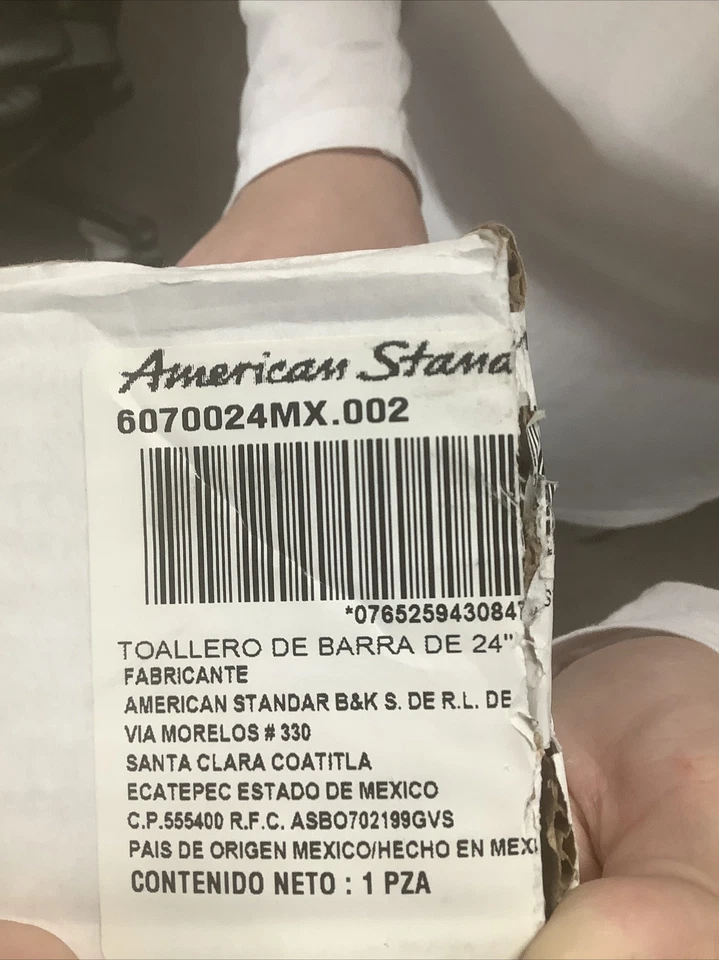 American Stand
6070024MX.002
*076525943084
TOALLERO DE BARRA DE 24"
FABRICANTE
AMERICAN STANDAR B&K S. DE R.L. DE
VIA MORELOS # 330
SANTA CLARA COATITLA
ECATEPEC ESTADO DE MEXICO
C.P.555400 R.F.C. ASBO702199GVS
PAIS DE ORIGEN MEXICO/HECHO EN MEXI
CONTENIDO NETO : 1 PZA